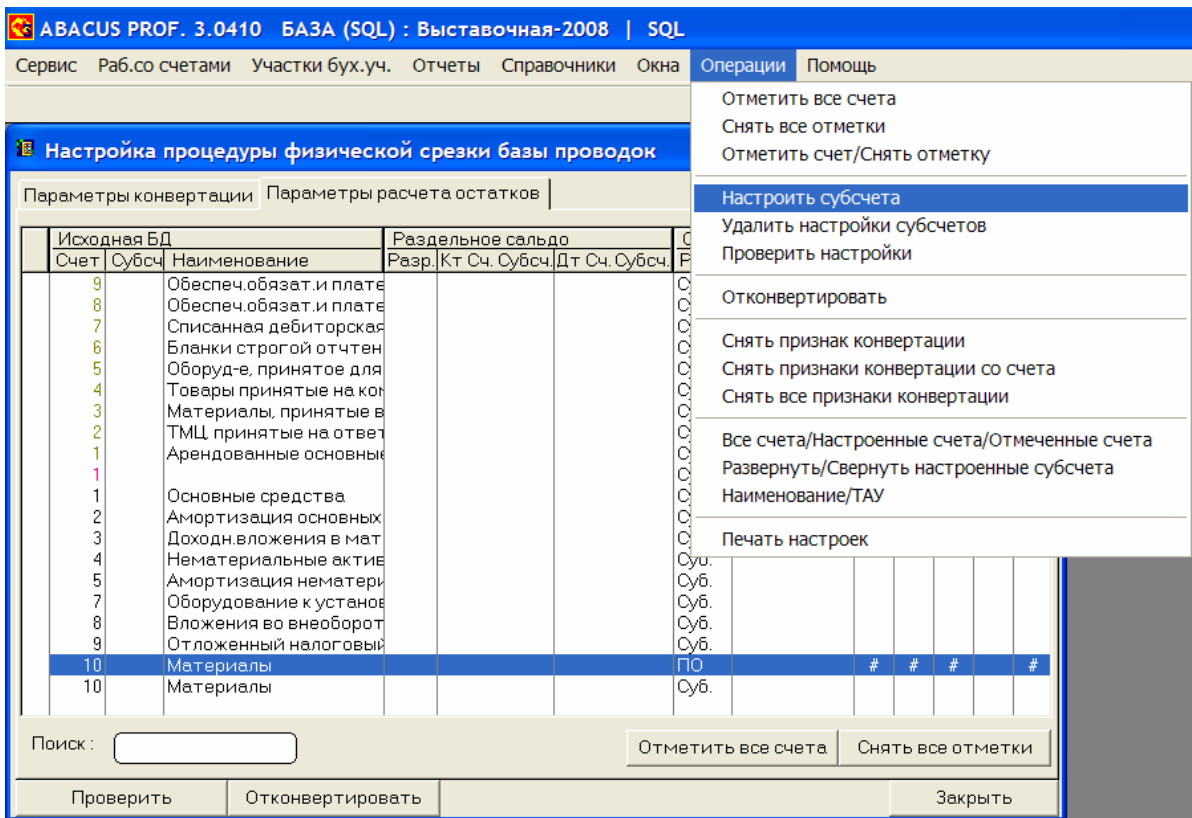 ABACUS PROF. 3.0410 БАЗА (SQL) : Выставочная-2008 | SQL
Сервис Раб.со счетами Участки бух.уч. Отчеты Справочники Окна Операции Помощь
Отметить все счета
Снять все отметки
Отметить счет/Снять отметку
Настроить субсчета
Удалить настройки субсчетов
Проверить настройки
Отконвертировать
Снять признак конвертации
Снять признаки конвертации со счета
Снять все признаки конвертации
Все счета/Настроенные счета/Отмеченные счета
Развернуть/Свернуть настроенные субсчета
Наименование/ТАУ
Печать настроек
Настройка процедуры физической срезки базы проводок
Параметры конвертации Параметры расчета остатков
Исходная БД Раздельное сальдо С
Счет Субсч Наименование Разр. Кт Сч. Субсч. Дт Сч. Субсч. Р
9 Обеспеч.обязат.и плате С
8 Обеспеч.обязат.и плате С
7 Списанная дебиторская С
6 Бланки строгой отчтен С
5 Оборуд-е, принятое для С
4 Товары принятые на ком С
3 Материалы, принятые в С
2 ТМЦ, принятые на ответ С
1 Арендованные основные С
1 С
1 Основные средства С
2 Амортизация основных С
3 Доходн.вложения в мат С
4 Нематериальные актив Суб.
5 Амортизация нематери Суб.
7 Оборудование к установ Суб.
8 Вложения во внеоборот Суб.
9 Отложенный налоговый Суб.
10 Материалы ПО # # # #
10 Материалы Суб.
Поиск :
Отметить все счета Снять все отметки
Проверить Отконвертировать Закрыть